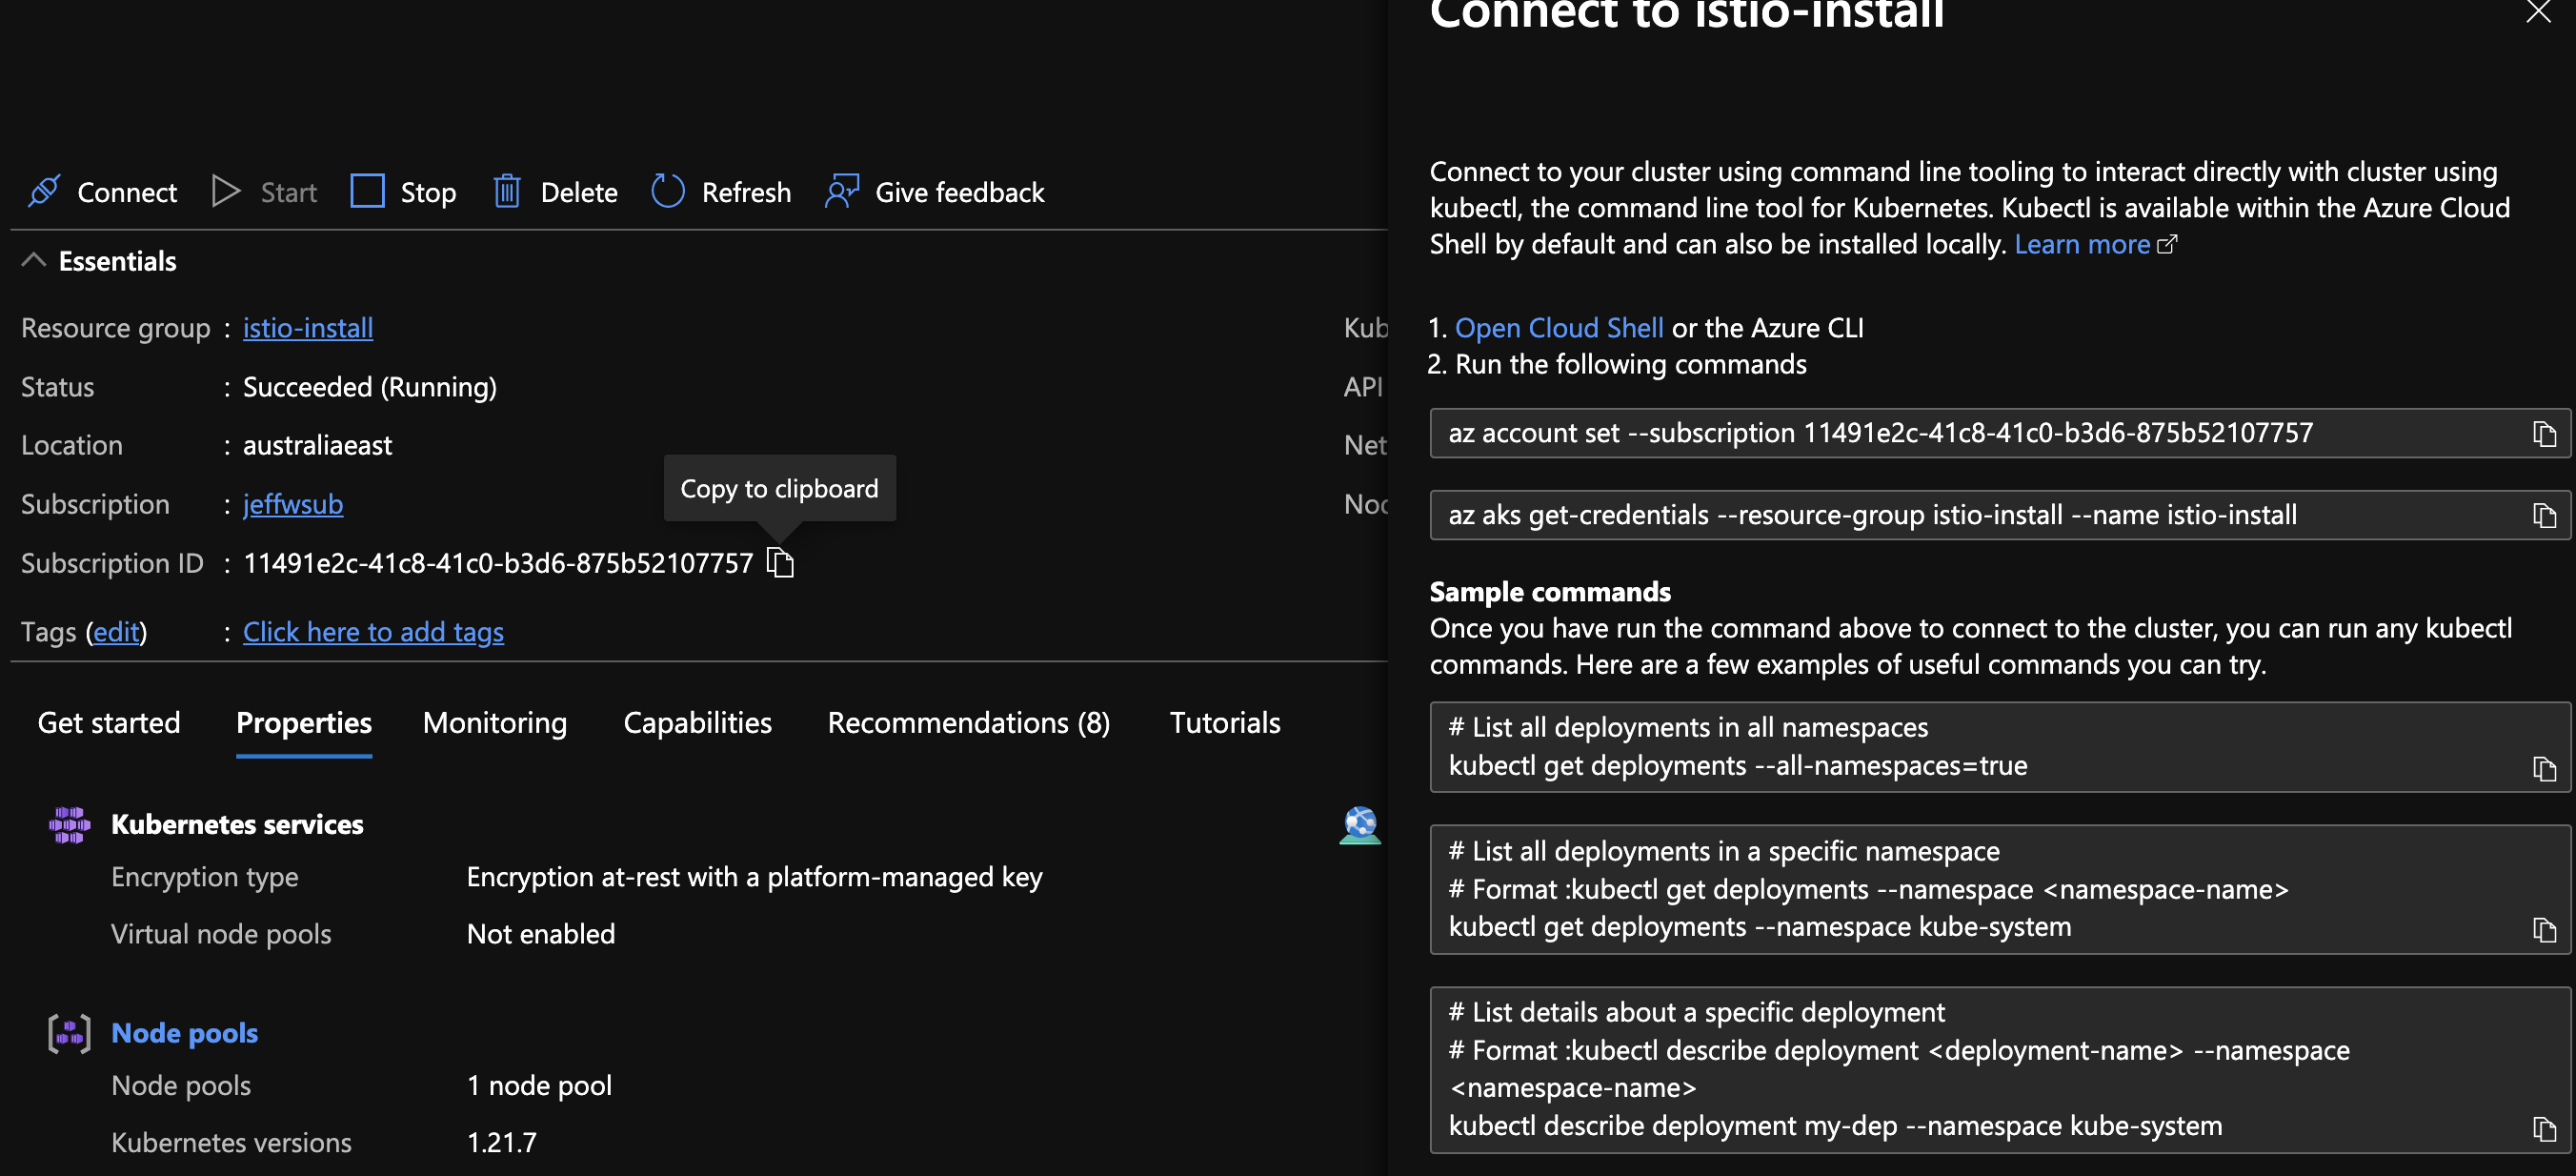 Connect to istio-install
Connect
Start
Stop
Delete
Refresh
Give feedback
Essentials
Resource group : istio-install
Status : Succeeded (Running)
Location : australiaeast
Subscription : jeffwsub
Subscription ID : 11491e2c-41c8-41c0-b3d6-875b52107757
Copy to clipboard
Tags (edit) : Click here to add tags
Kub
API
Net
Get started
Properties
Monitoring
Capabilities
Recommendations (8)
Tutorials
Kubernetes services
Encryption type Encryption at-rest with a platform-managed key
Virtual node pools Not enabled
Node pools
Node pools 1 node pool
Kubernetes versions 1.21.7
Connect to your cluster using command line tooling to interact directly with cluster using
kubectl, the command line tool for Kubernetes. Kubectl is available within the Azure Cloud
Shell by default and can also be installed locally. Learn more
1. Open Cloud Shell or the Azure CLI
2. Run the following commands
az account set --subscription 11491e2c-41c8-41c0-b3d6-875b52107757
az aks get-credentials --resource-group istio-install --name istio-install
Sample commands
Once you have run the command above to connect to the cluster, you can run any kubectl
commands. Here are a few examples of useful commands you can try.
# List all deployments in all namespaces
kubectl get deployments --all-namespaces=true
# List all deployments in a specific namespace
# Format :kubectl get deployments --namespace <namespace-name>
kubectl get deployments --namespace kube-system
# List details about a specific deployment
# Format :kubectl describe deployment <deployment-name> --namespace
<namespace-name>
kubectl describe deployment my-dep --namespace kube-system